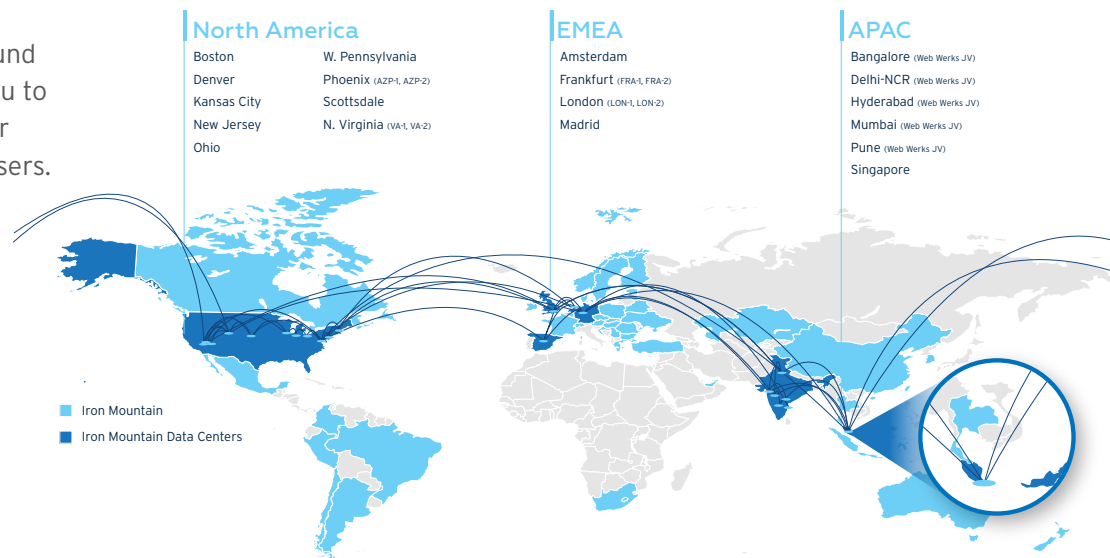 und
u to
r
sers.
North America
Boston
Denver
Kansas City
New Jersey
Ohio
W. Pennsylvania
Phoenix (AZP-1, AZP-2)
Scottsdale
N. Virginia (VA-1, VA-2)
EMEA
Amsterdam
Frankfurt (FRA-1, FRA-2)
London (LON-1, LON-2)
Madrid
APAC
Bangalore (Web Werks JV)
Delhi-NCR (Web Werks JV)
Hyderabad (Web Werks JV)
Mumbai (Web Werks JV)
Pune (Web Werks JV)
Singapore
Iron Mountain
Iron Mountain Data Centers